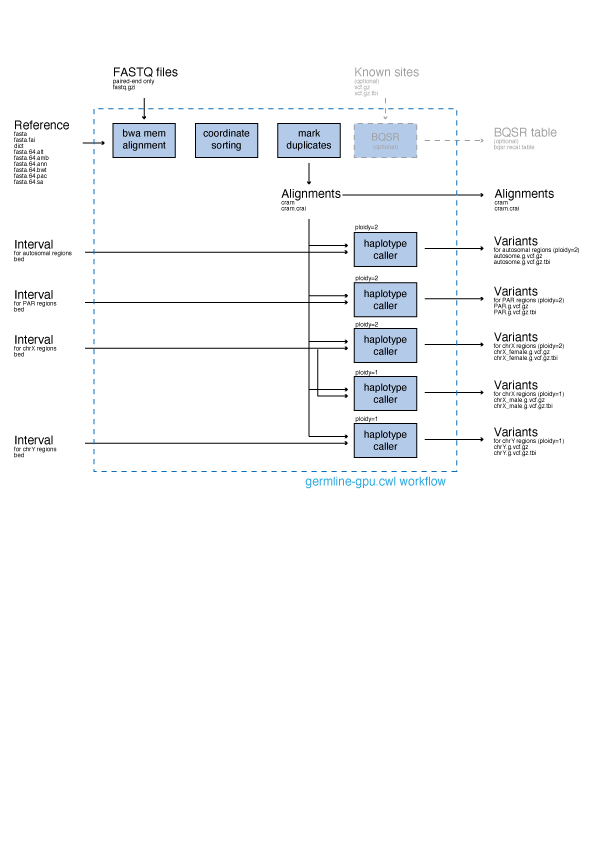 FASTQ files
paired-end only
fastq.gzi
Known sites
(optional)
vcf.gz
vcf.gz.tbi
Reference
fasta
fasta.fai
dict
fasta.64.alt
fasta.64.amb
fasta.64.ann
fasta.64.bwt
fasta.64.pac
fasta.64.sa
bwa mem
alignment
coordinate
sorting
mark
duplicates
BQSR
(optional)
BQSR table
(optional)
bqsr.recal.table
Alignments
cram
cram.crai
Alignments
cram
cram.crai
Interval
for autosomal regions
bed
ploidy=2
haplotype
caller
Variants
for autosomal regions (ploidy=2)
autosome.g.vcf.gz
autosome.g.vcf.gz.tbi
Interval
for PAR regions
bed
ploidy=2
haplotype
caller
Variants
for PAR regions (ploidy=2)
PAR.g.vcf.gz
PAR.g.vcf.gz.tbi
Interval
for chrX regions
bed
ploidy=2
haplotype
caller
Variants
for chrX regions (ploidy=2)
chrX_female.g.vcf.gz
chrX_female.g.vcf.gz.tbi
ploidy=1
haplotype
caller
Variants
for chrX regions (ploidy=1)
chrX_male.g.vcf.gz
chrX_male.g.vcf.gz.tbi
Interval
for chrY regions
bed
ploidy=1
haplotype
caller
Variants
for chrY regions (ploidy=1)
chrY.g.vcf.gz
chrY.g.vcf.gz.tbi
germline-gpu.cwl workflow